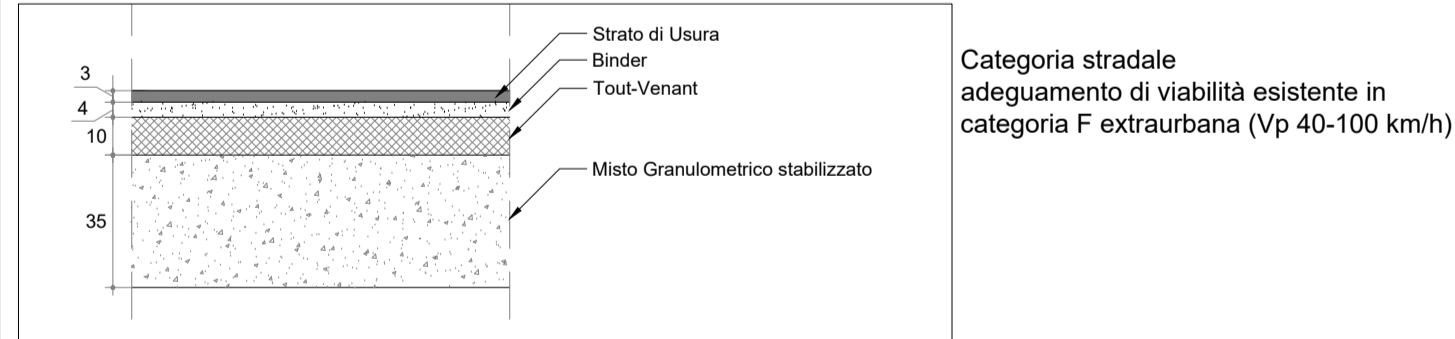 Strato di Usura
Binder
Tout-Venant
Misto Granulometrico stabilizzato
3
4
10
35
Categoria stradale
adeguamento di viabilità esistente in
categoria F extraurbana (Vp 40-100 km/h)